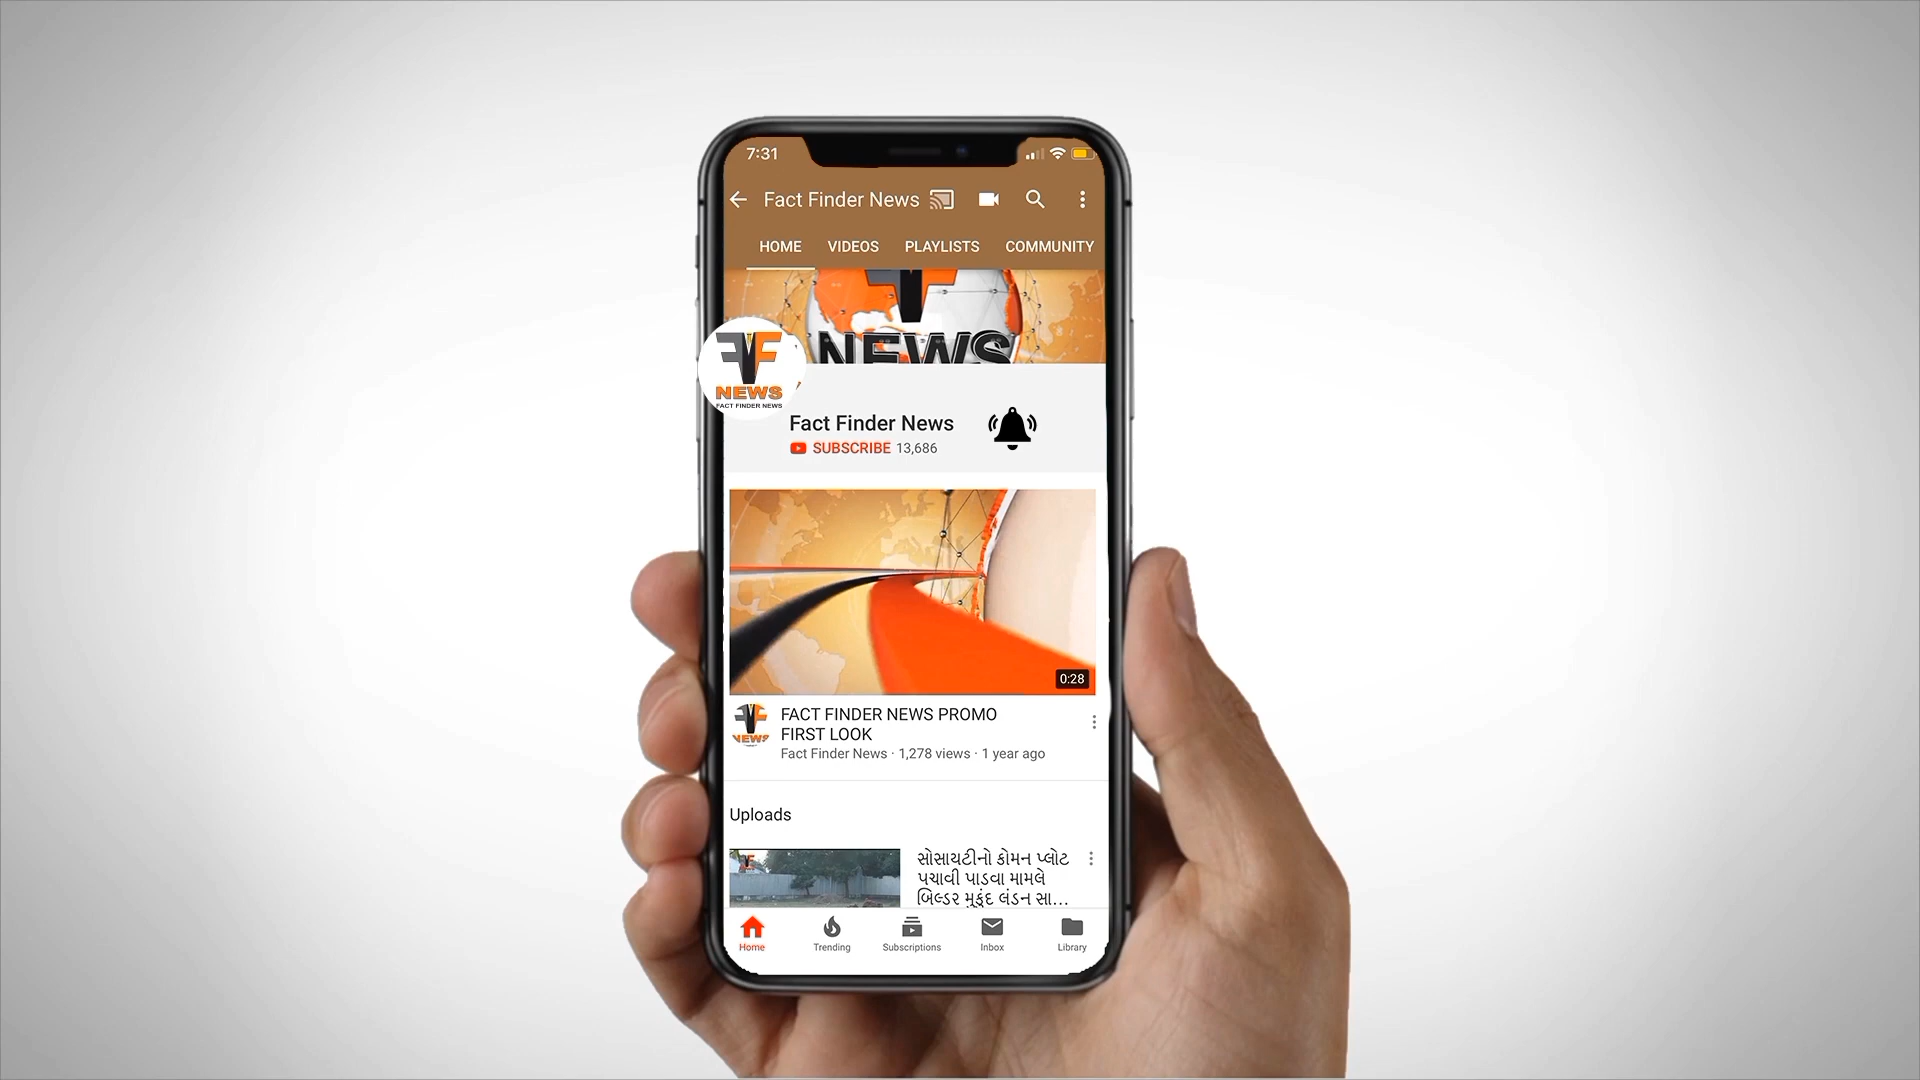 7:31
Fact Finder News
HOME VIDEOS PLAYLISTS COMMUNITY
NEWS
NEWS
FACT FINDER NEWS
Fact Finder News
SUBSCRIBE 13,686
0:28
NEWS
FACT FINDER NEWS PROMO
FIRST LOOK
Fact Finder News · 1,278 views · 1 year ago
Uploads
સોસાયટીનો કોમન પ્લોટ
પચાવી પાડવા મામલે
બિલ્ડર મુકુંદ લંડન સા...
Home Trending Subscriptions Inbox Library